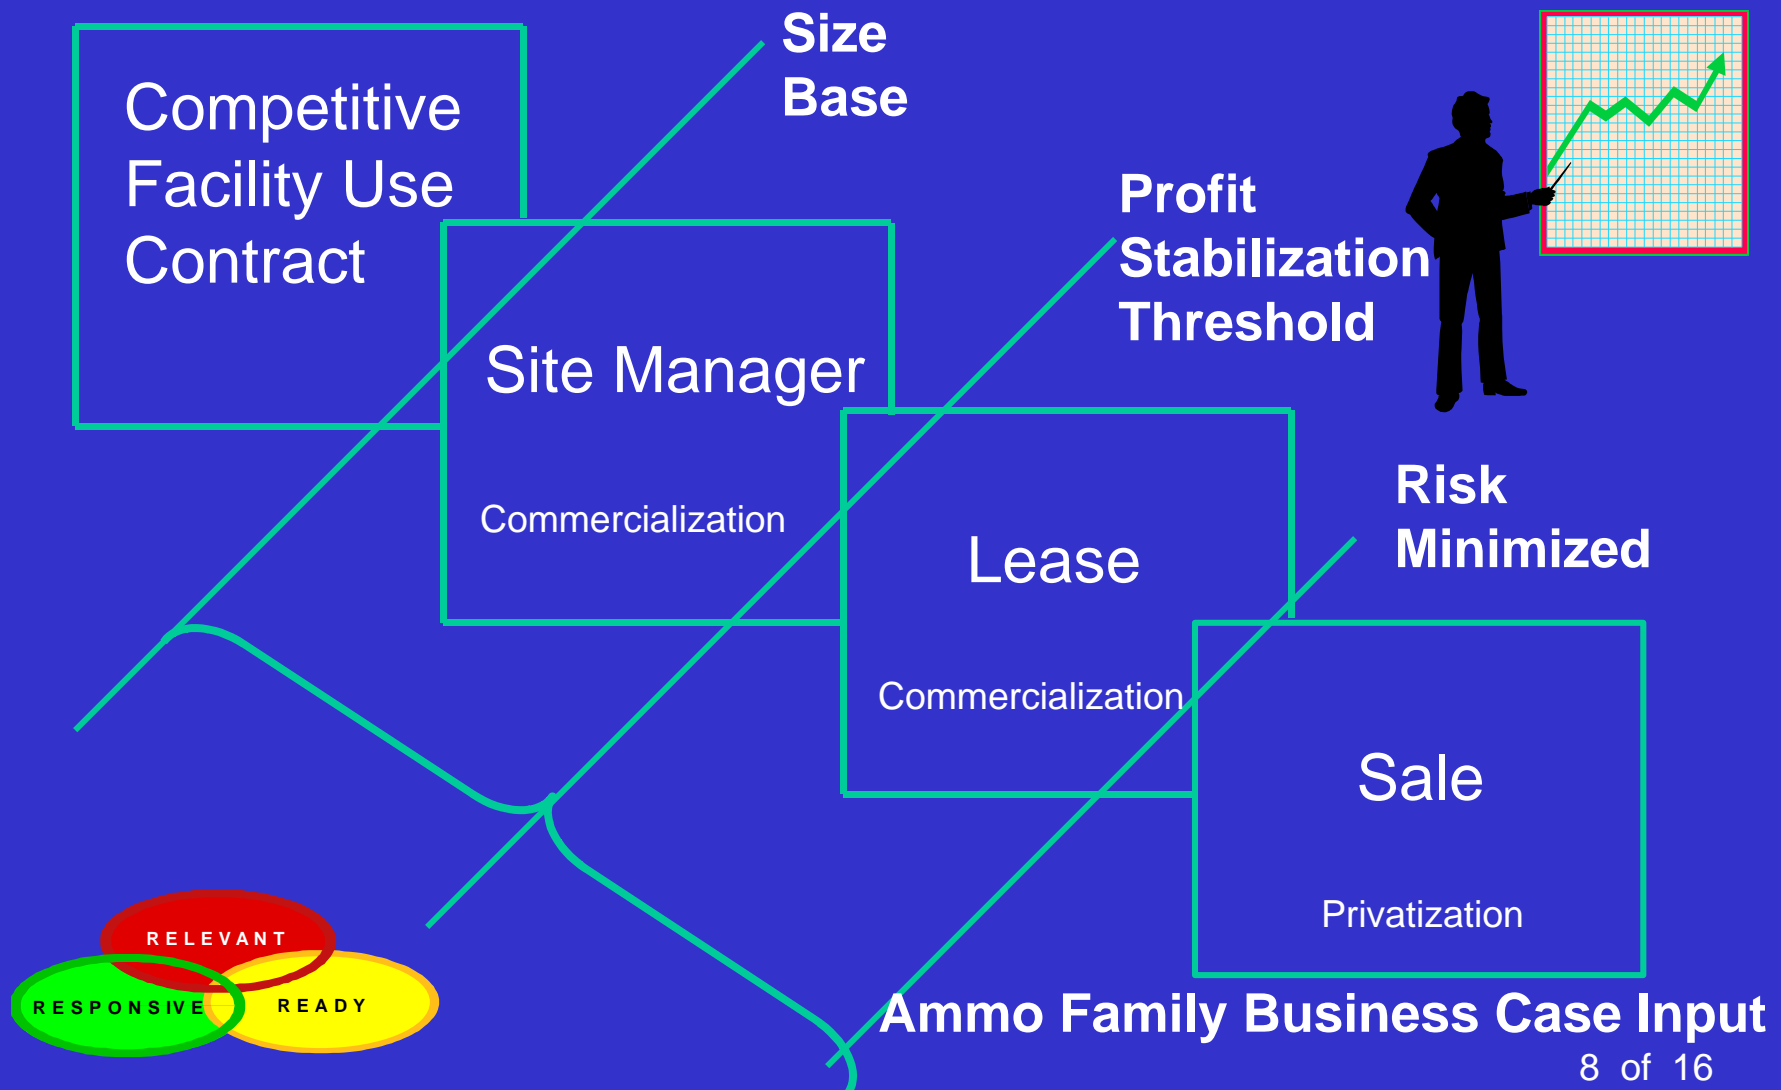 Competitive
Facility Use
Contract
Size
Base
Profit
Stabilization
Threshold
Site Manager
Commercialization
Risk
Minimized
Lease
Commercialization
Sale
Privatization
RELEVANT
RESPONSIVE
READY
Ammo Family Business Case Input
8 of 16